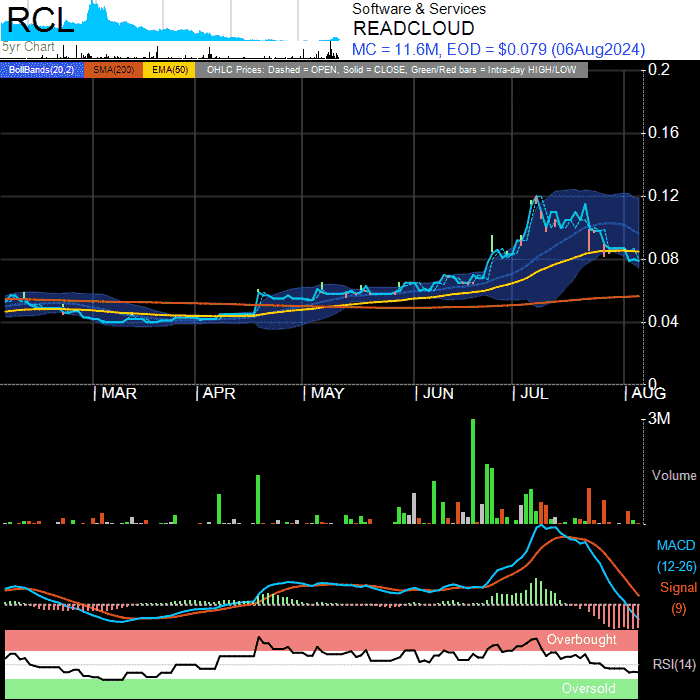 RCL
5yr Chart
Software & Services
READCLOUD
MC = 11.6M, EOD = $0.079 (06Aug2024)
BollBands(20,2) SMA(200) EMA(50) OHLC Prices: Dashed = OPEN, Solid = CLOSE, Green/Red bars = Intra-day HIGH/LOW
0.2
0.16
0.12
0.08
0.04
0
| MAR | APR | MAY | JUN | JUL | AUG
3M
Volume
MACD
(12-26)
Signal
(9)
Overbought
RSI(14)
Oversold